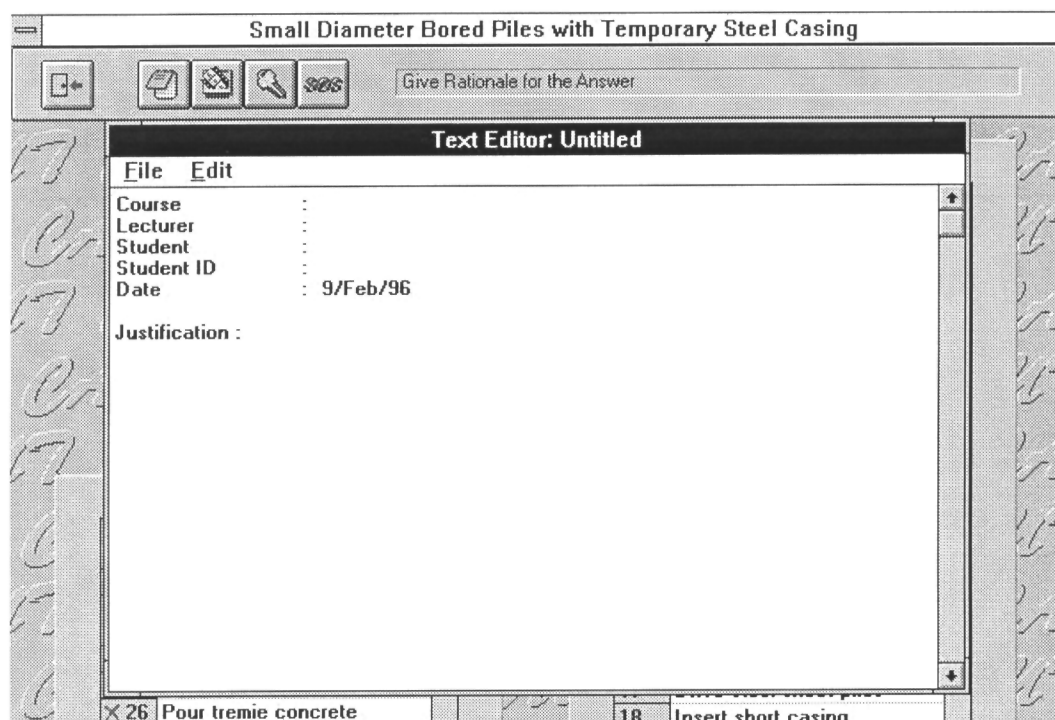 Small Diameter Bored Piles with Temporary Steel Casing
SOS
Give Rationale for the Answer
Text Editor: Untitled
File Edit
Course :
Lecturer :
Student :
Student ID :
Date : 9/Feb/96
Justification :
26 Pour tremie concrete
18 Insert short casing